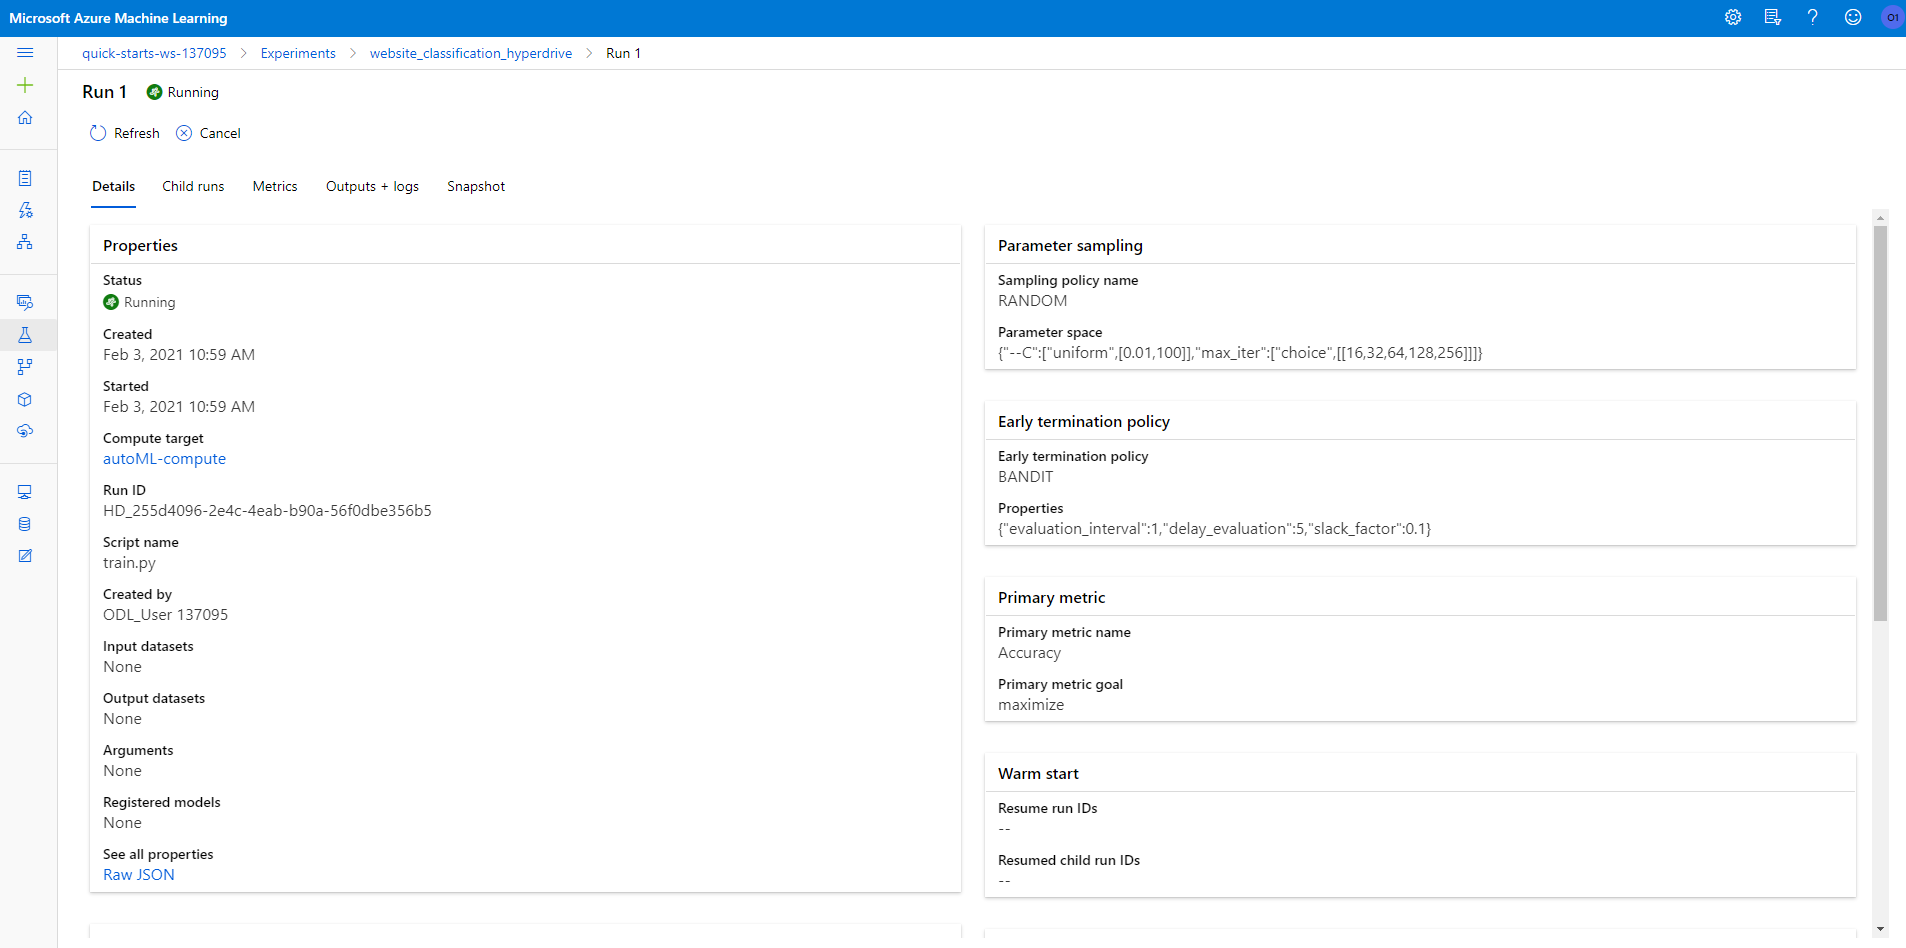 Microsoft Azure Machine Learning
?
O1
quick-starts-ws-137095 > Experiments > website_classification_hyperdrive > Run 1
Run 1 Running
Refresh Cancel
Details Child runs Metrics Outputs + logs Snapshot
Properties
Status
Running
Created
Feb 3, 2021 10:59 AM
Started
Feb 3, 2021 10:59 AM
Compute target
autoML-compute
Run ID
HD_255d4096-2e4c-4eab-b90a-56f0dbe356b5
Script name
train.py
Created by
ODL_User 137095
Input datasets
None
Output datasets
None
Arguments
None
Registered models
None
See all properties
Raw JSON
Parameter sampling
Sampling policy name
RANDOM
Parameter space
{"--C":["uniform",[0.01,100]],"max_iter":["choice",[[16,32,64,128,256]]]}
Early termination policy
Early termination policy
BANDIT
Properties
{"evaluation_interval":1,"delay_evaluation":5,"slack_factor":0.1}
Primary metric
Primary metric name
Accuracy
Primary metric goal
maximize
Warm start
Resume run IDs
--
Resumed child run IDs
--